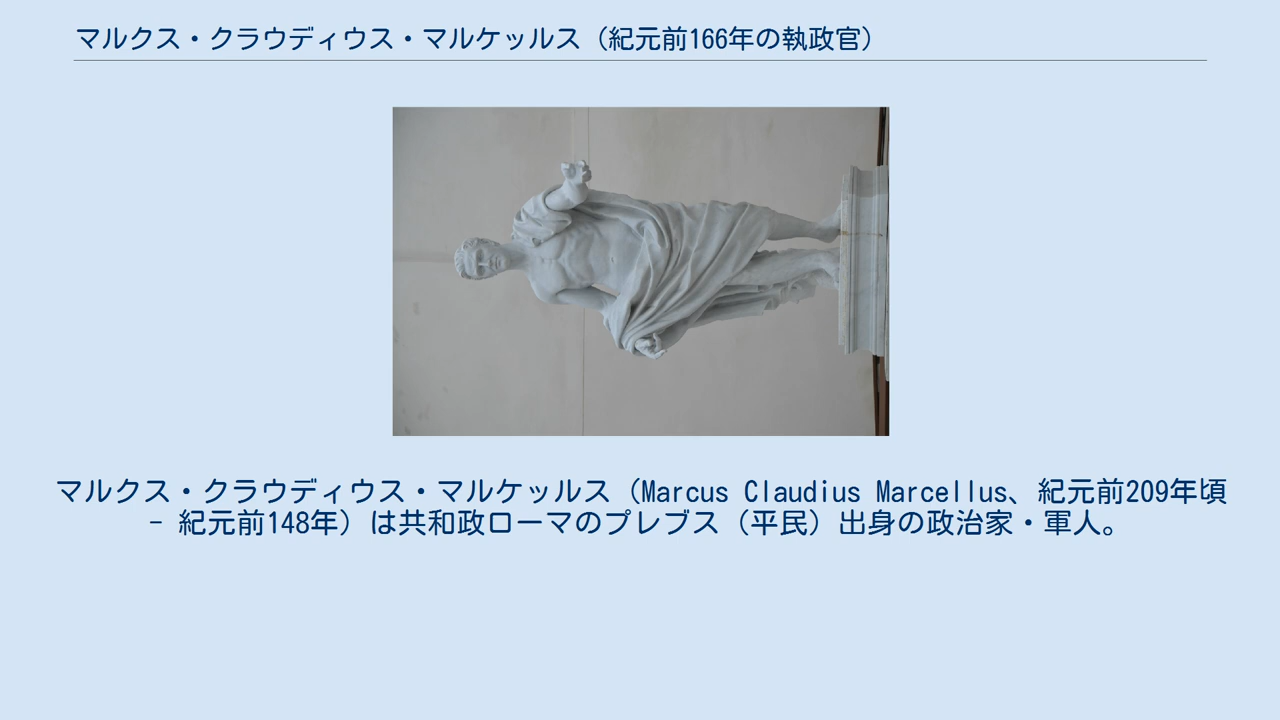 マルクス・クラウディウス・マルケッルス（紀元前166年の執政官）
マルクス・クラウディウス・マルケッルス（Marcus Claudius Marcellus、紀元前209年頃
– 紀元前148年）は共和政ローマのプレブス（平民）出身の政治家・軍人。